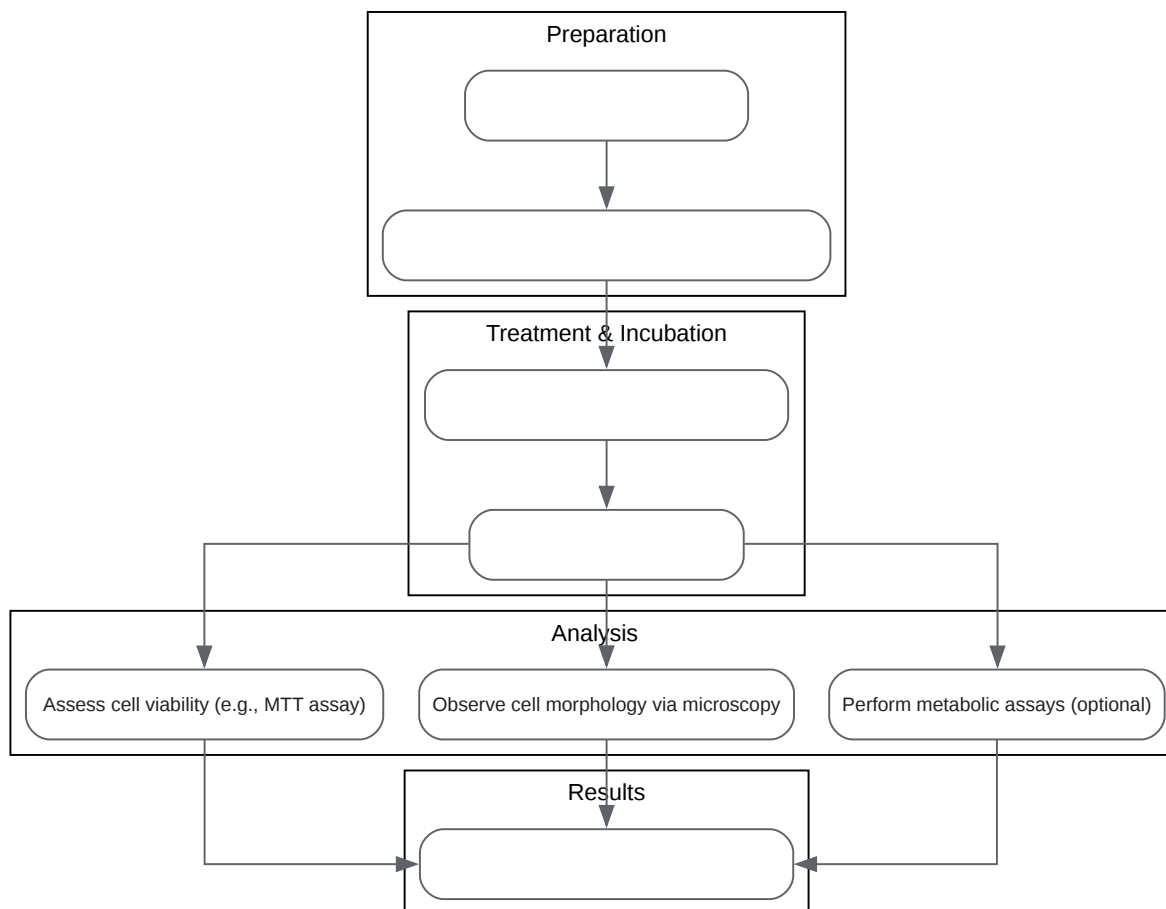 Preparation
Treatment & Incubation
Analysis
Assess cell viability (e.g., MTT assay)
Observe cell morphology via microscopy
Perform metabolic assays (optional)
Results